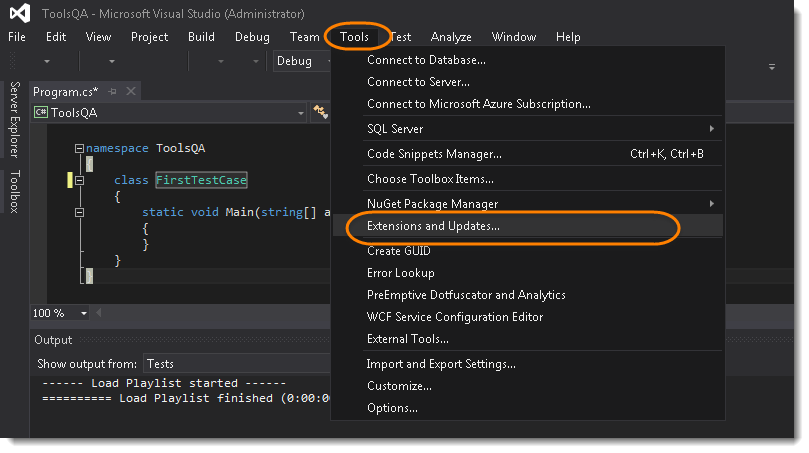 ToolsQA - Microsoft Visual Studio (Administrator)
File Edit View Project Build Debug Team Tools Test Analyze Window Help
Debug
Connect to Database...
Connect to Server...
Connect to Microsoft Azure Subscription...
SQL Server
Code Snippets Manager... Ctrl+K, Ctrl+B
Choose Toolbox Items...
NuGet Package Manager
Extensions and Updates...
Create GUID
Error Lookup
PreEmptive Dotfuscator and Analytics
WCF Service Configuration Editor
External Tools...
Import and Export Settings...
Customize...
Options...
Server Explorer
Toolbox
Program.cs*
C# ToolsQA
namespace ToolsQA
{
class FirstTestCase
{
static void Main(string[] a
{
}
}
}
100 %
Output
Show output from: Tests
------ Load Playlist started ------
========== Load Playlist finished (0:00:0